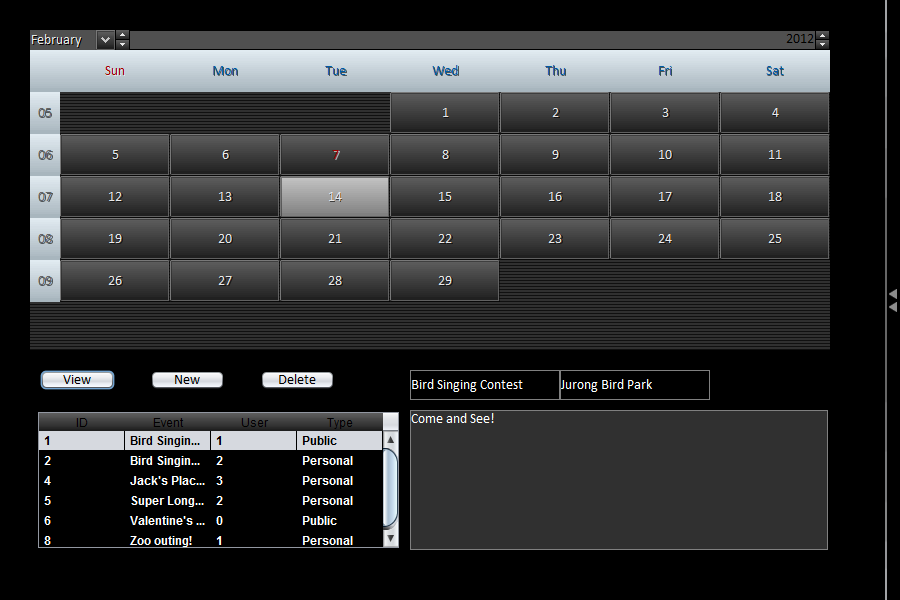 February 2012
Sun Mon Tue Wed Thu Fri Sat
05 1 2 3 4
06 5 6 7 8 9 10 11
07 12 13 14 15 16 17 18
08 19 20 21 22 23 24 25
09 26 27 28 29
View New Delete
Bird Singing Contest Jurong Bird Park
Come and See!
ID Event User Type
1 Bird Singin... 1 Public
2 Bird Singin... 2 Personal
4 Jack's Plac... 3 Personal
5 Super Long... 2 Personal
6 Valentine's ... 0 Public
8 Zoo outing! 1 Personal